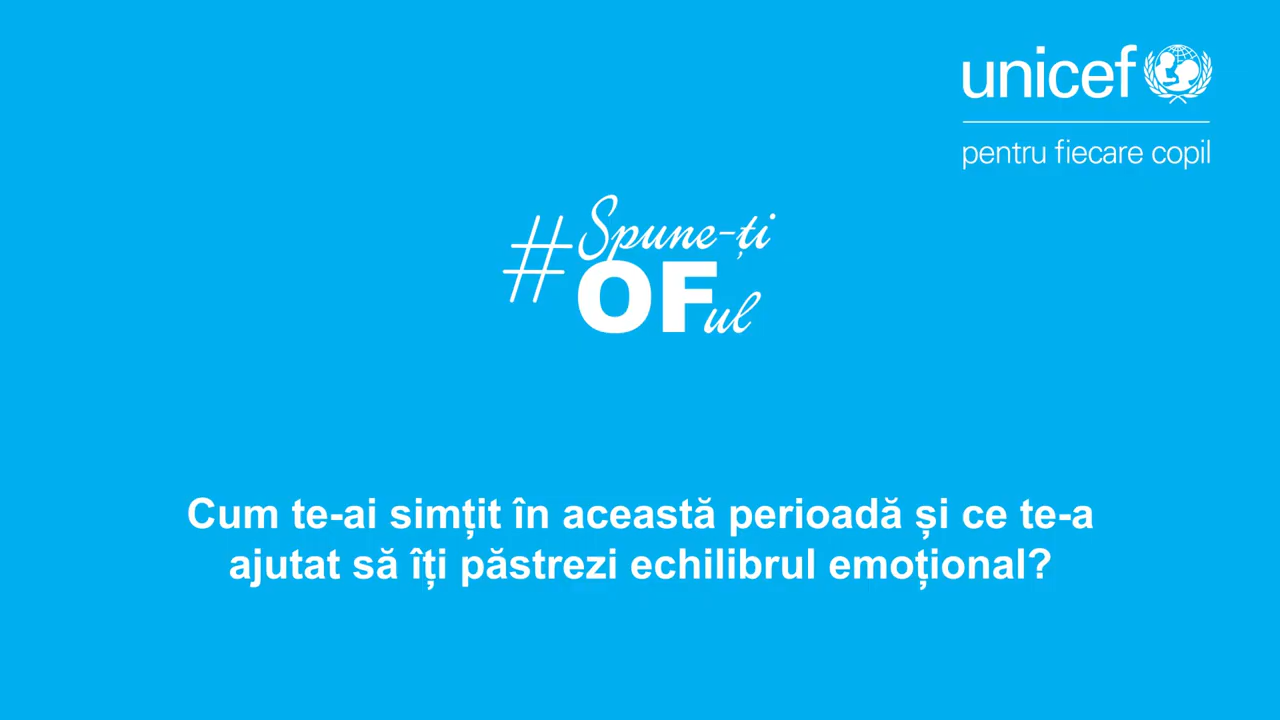 unicef
pentru fiecare copil
#Spune-ți
OFul
Cum te-ai simțit în această perioadă și ce te-a
ajutat să îți păstrezi echilibrul emoțional?